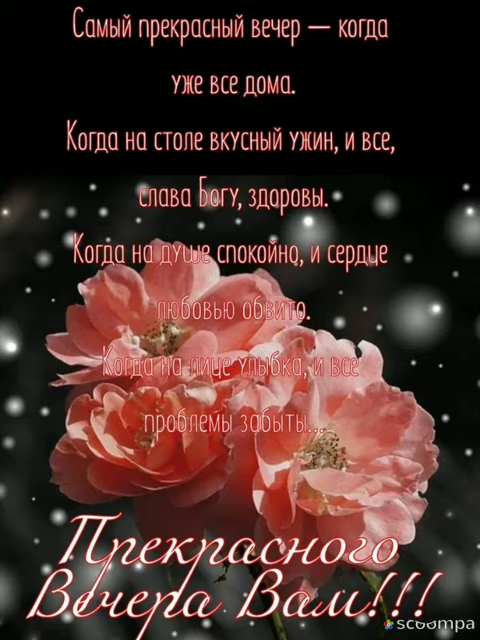 Самый прекрасный вечер — когда
уже все дома.
Когда на столе вкусный ужин, и все,
слава Богу, здоровы.
Когда на душе спокойно, и сердце
любовью обвито.
Когда на лице улыбка, и все
проблемы забыты...
Прекрасного
Вечера Вам!!!
scoompa